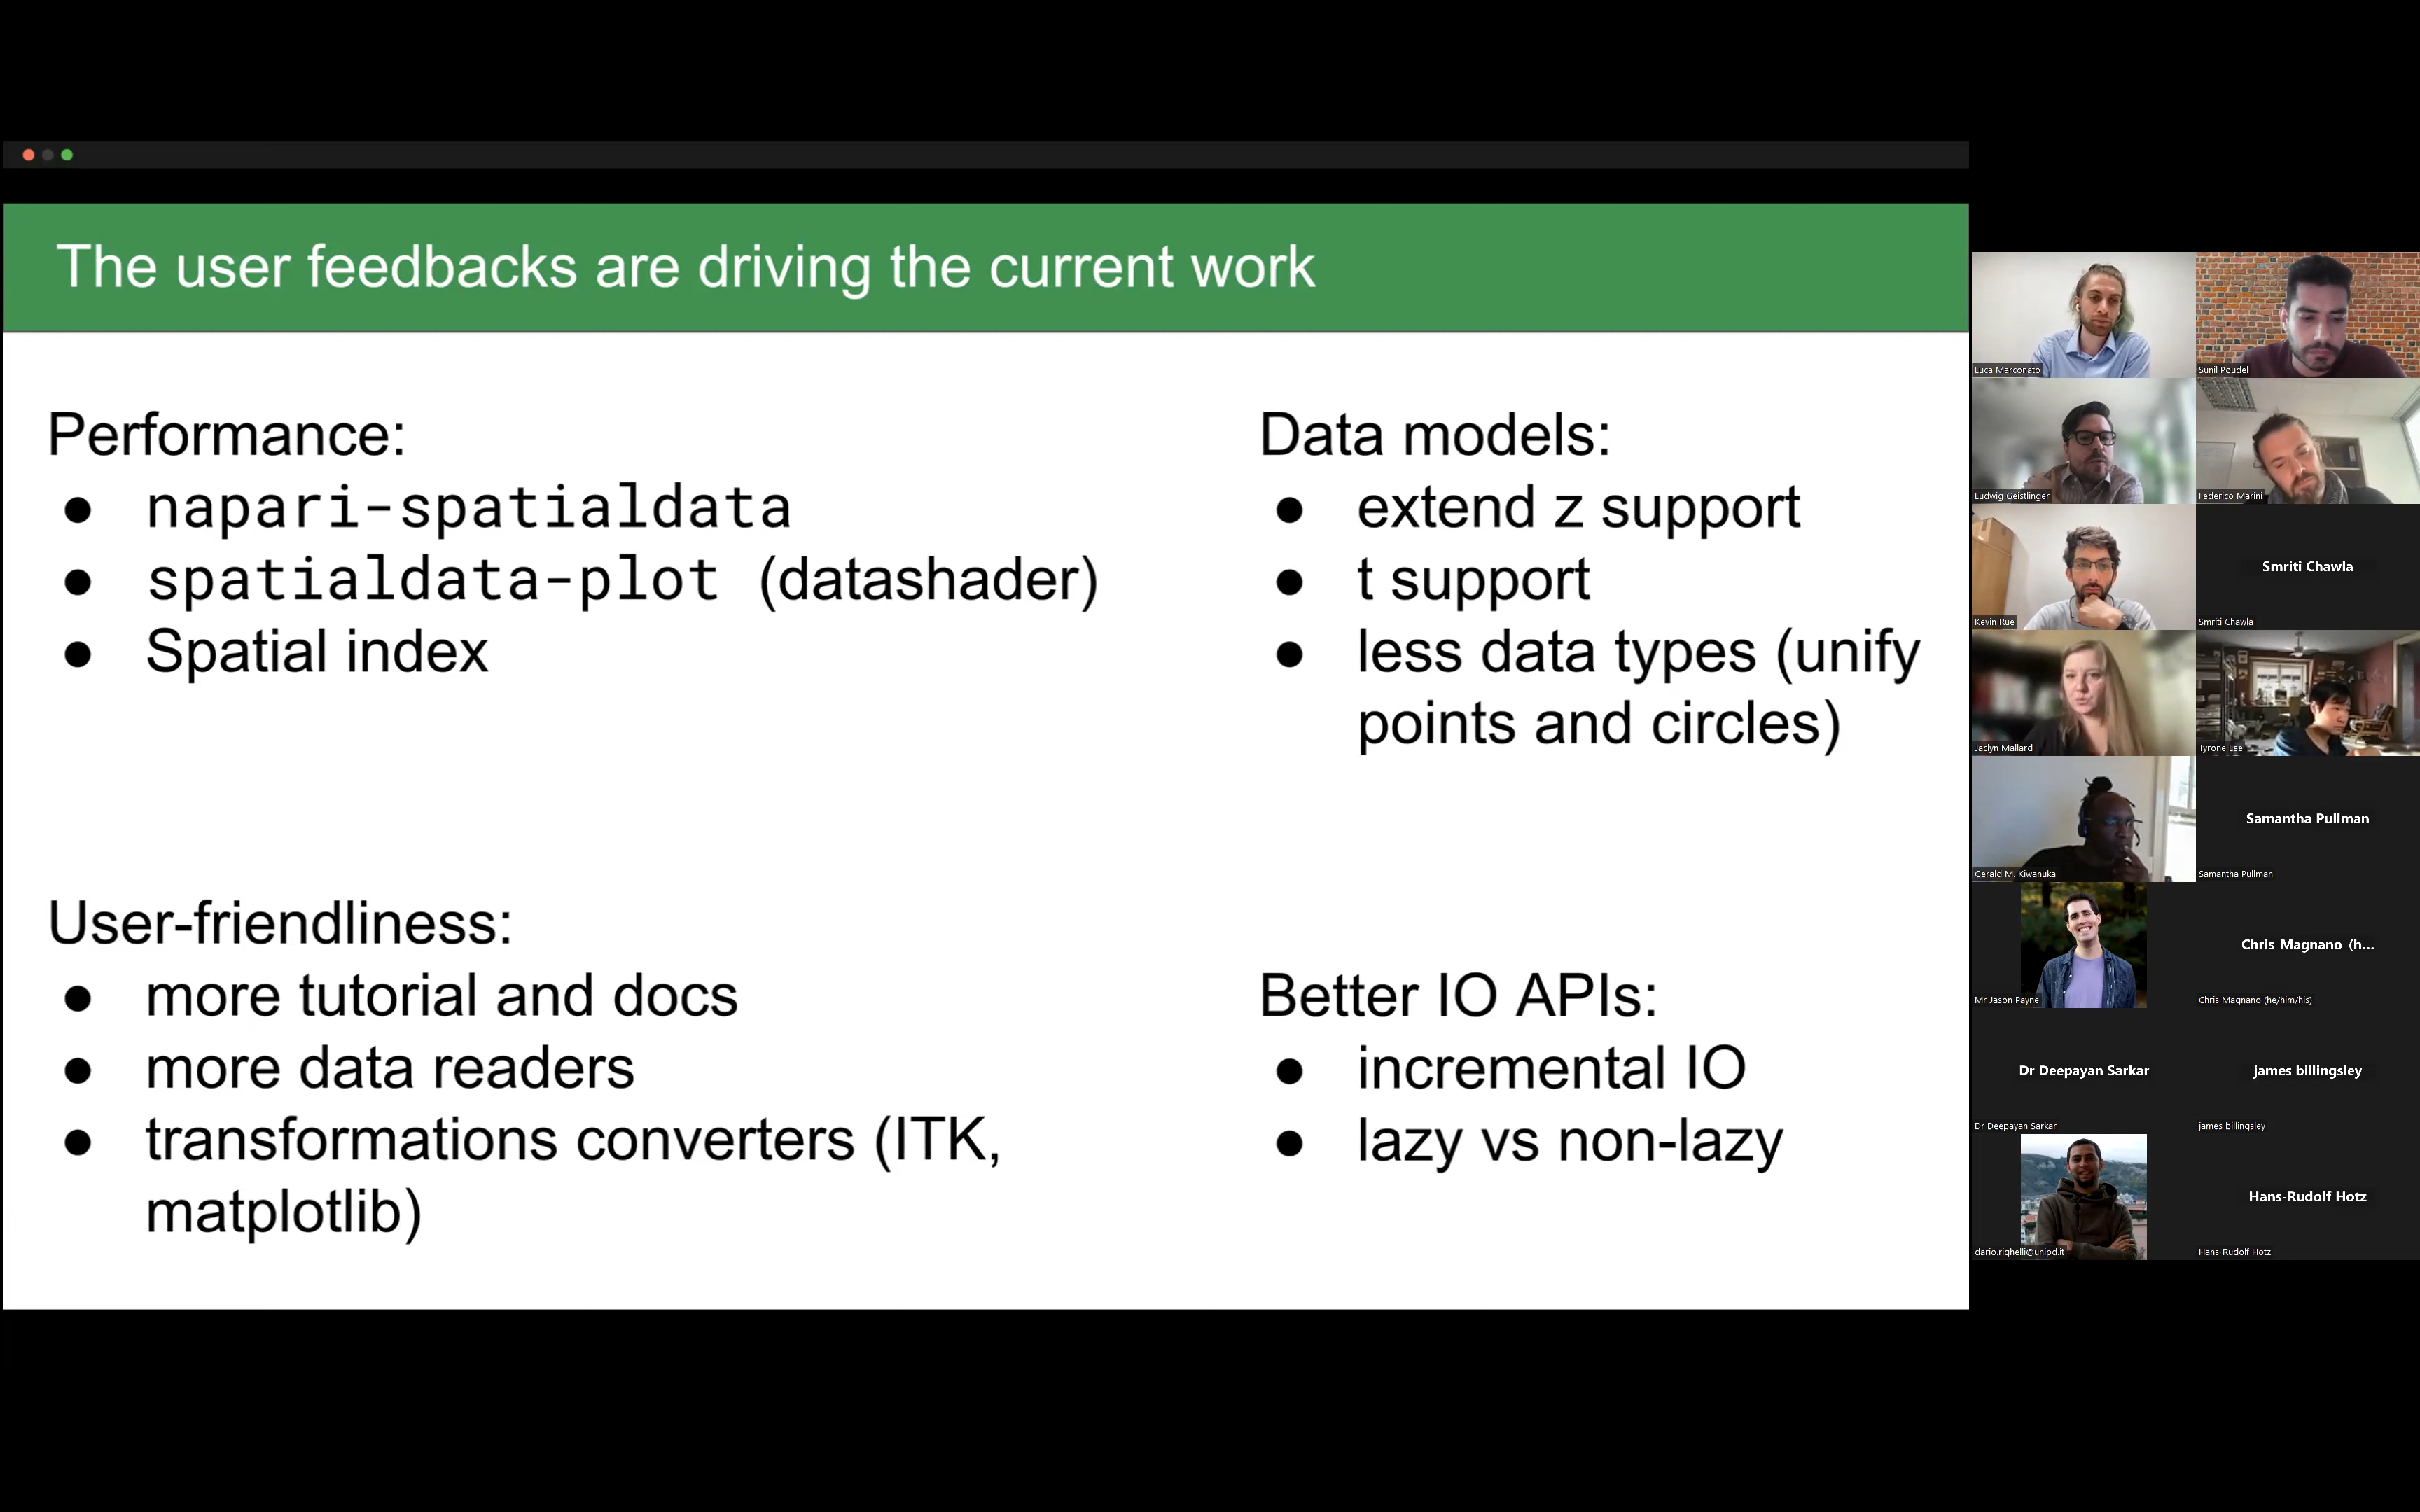 The user feedbacks are driving the current work
Performance:
● napari-spatialdata
● spatialdata-plot (datashader)
● Spatial index
Data models:
● extend z support
● t support
● less data types (unify
points and circles)
User-friendliness:
● more tutorial and docs
● more data readers
● transformations converters (ITK,
matplotlib)
Better IO APIs:
● incremental IO
● lazy vs non-lazy
Luca Marconato
Sunil Poudel
Ludwig Geistlinger
Federico Marini
Kevin Rue
Smriti Chawla
Smriti Chawla
Jaclyn Mallard
Tyrone Lee
Gerald M. Kiwanuka
Samantha Pullman
Samantha Pullman
Mr Jason Payne
Chris Magnano (h...
Chris Magnano (he/him/his)
Dr Deepayan Sarkar
Dr Deepayan Sarkar
james billingsley
james billingsley
dario.righelli@unipd.it
Hans-Rudolf Hotz
Hans-Rudolf Hotz